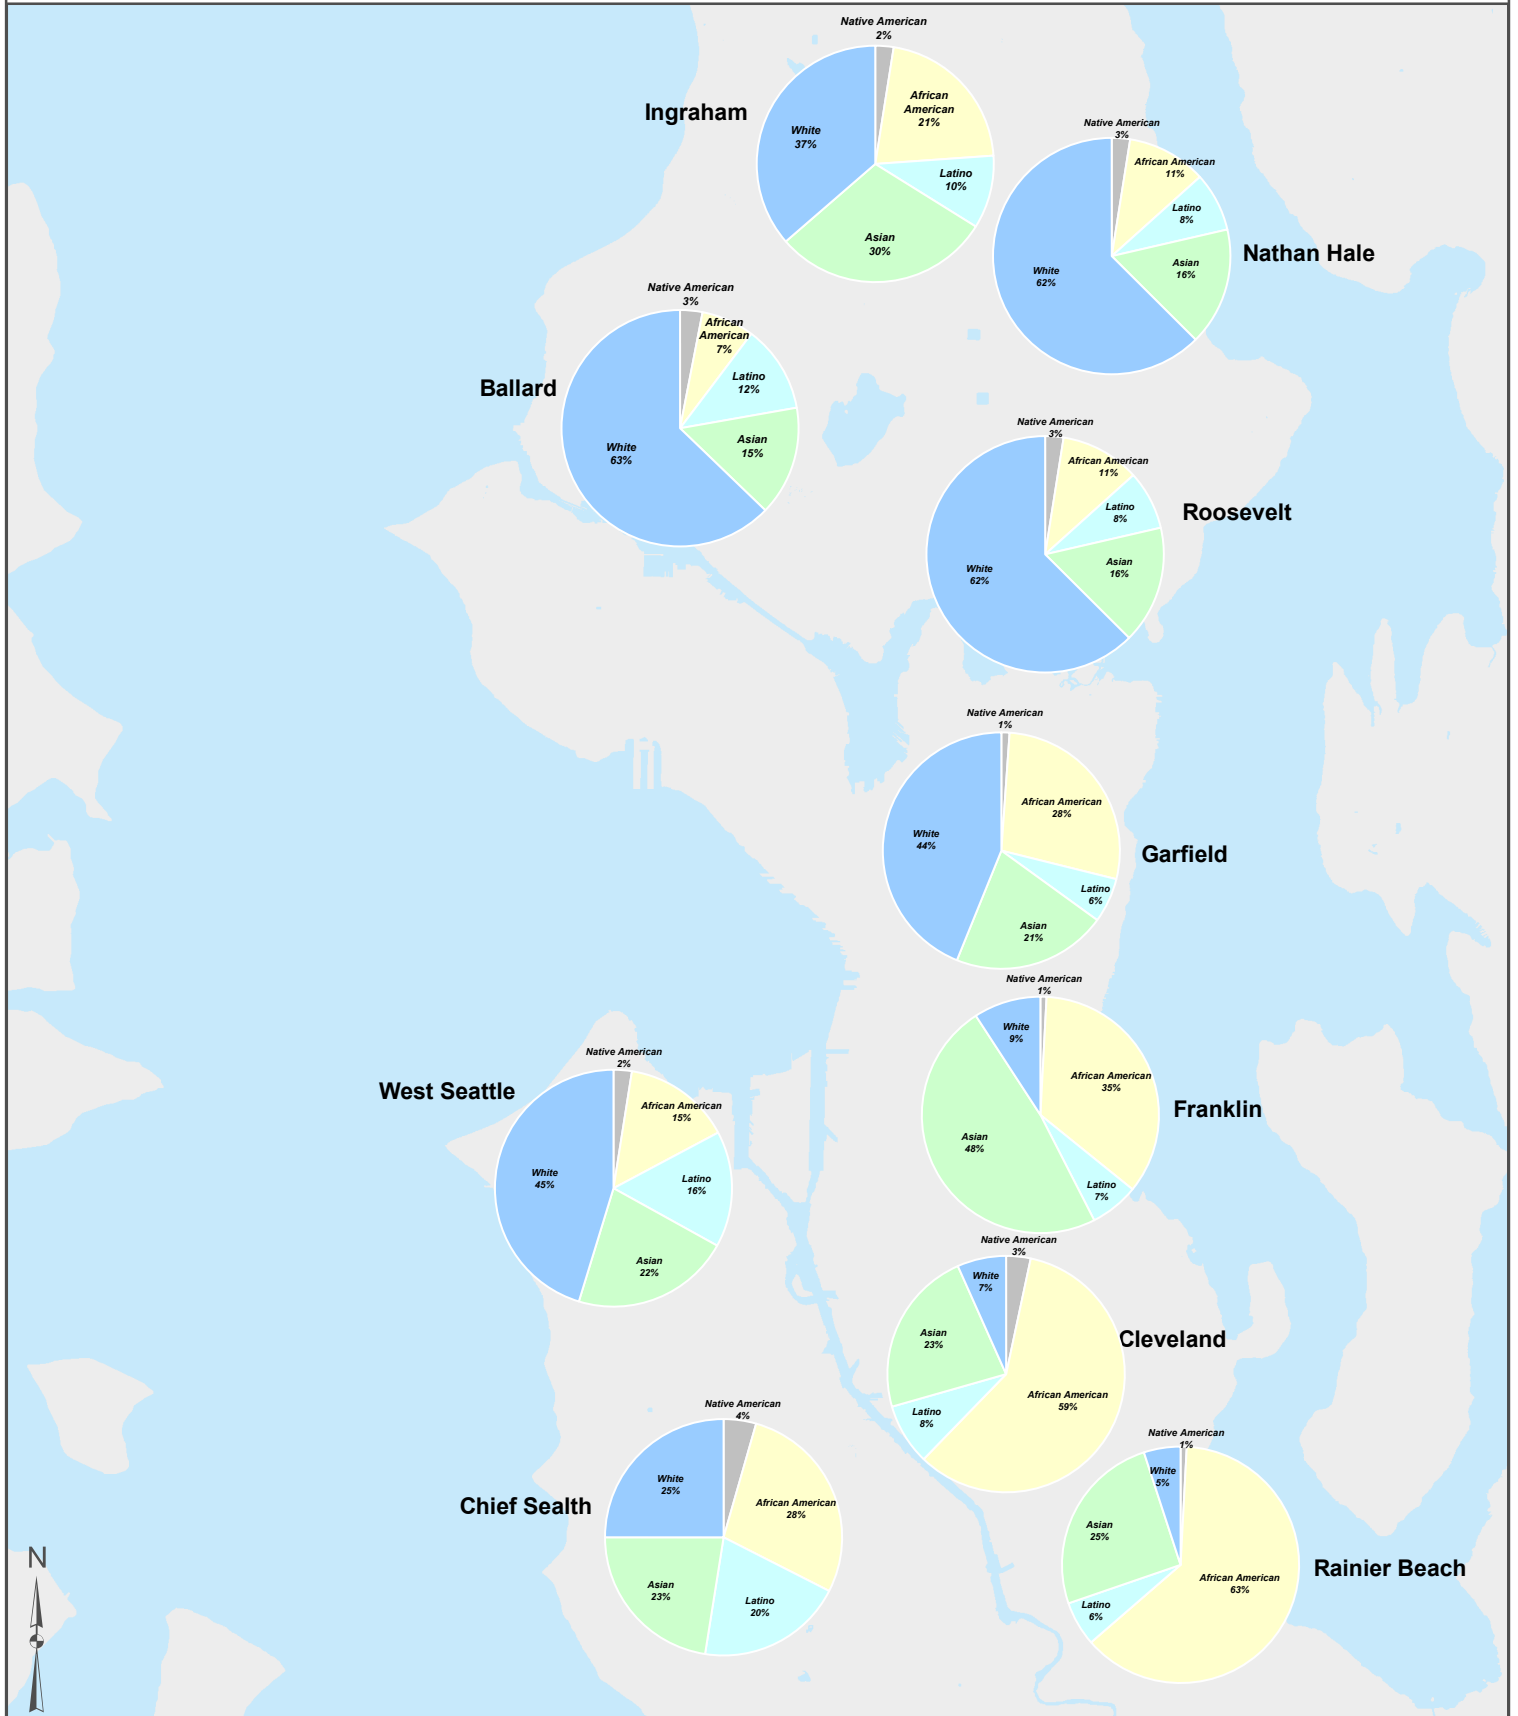 Native American
2%
African
American
21%
Ingraham
White
37%
Latino
10%
Asian
30%
Native American
3%
African American
11%
Latino
8%
Nathan Hale
Asian
16%
White
62%
Native American
3%
African
American
7%
Latino
12%
Ballard
Asian
15%
White
63%
Native American
3%
African American
11%
Latino
8%
Roosevelt
Asian
16%
White
62%
Native American
1%
African American
28%
White
44%
Garfield
Latino
6%
Asian
21%
Native American
1%
White
9%
African American
35%
Franklin
Asian
48%
Latino
7%
Native American
2%
West Seattle
African American
15%
White
45%
Latino
16%
Asian
22%
Native American
3%
White
7%
Asian
23%
Cleveland
African American
59%
Latino
8%
Native American
4%
White
25%
Chief Sealth
African American
28%
Asian
23%
Latino
20%
Native American
1%
White
5%
Asian
25%
Rainier Beach
African American
63%
Latino
6%
N